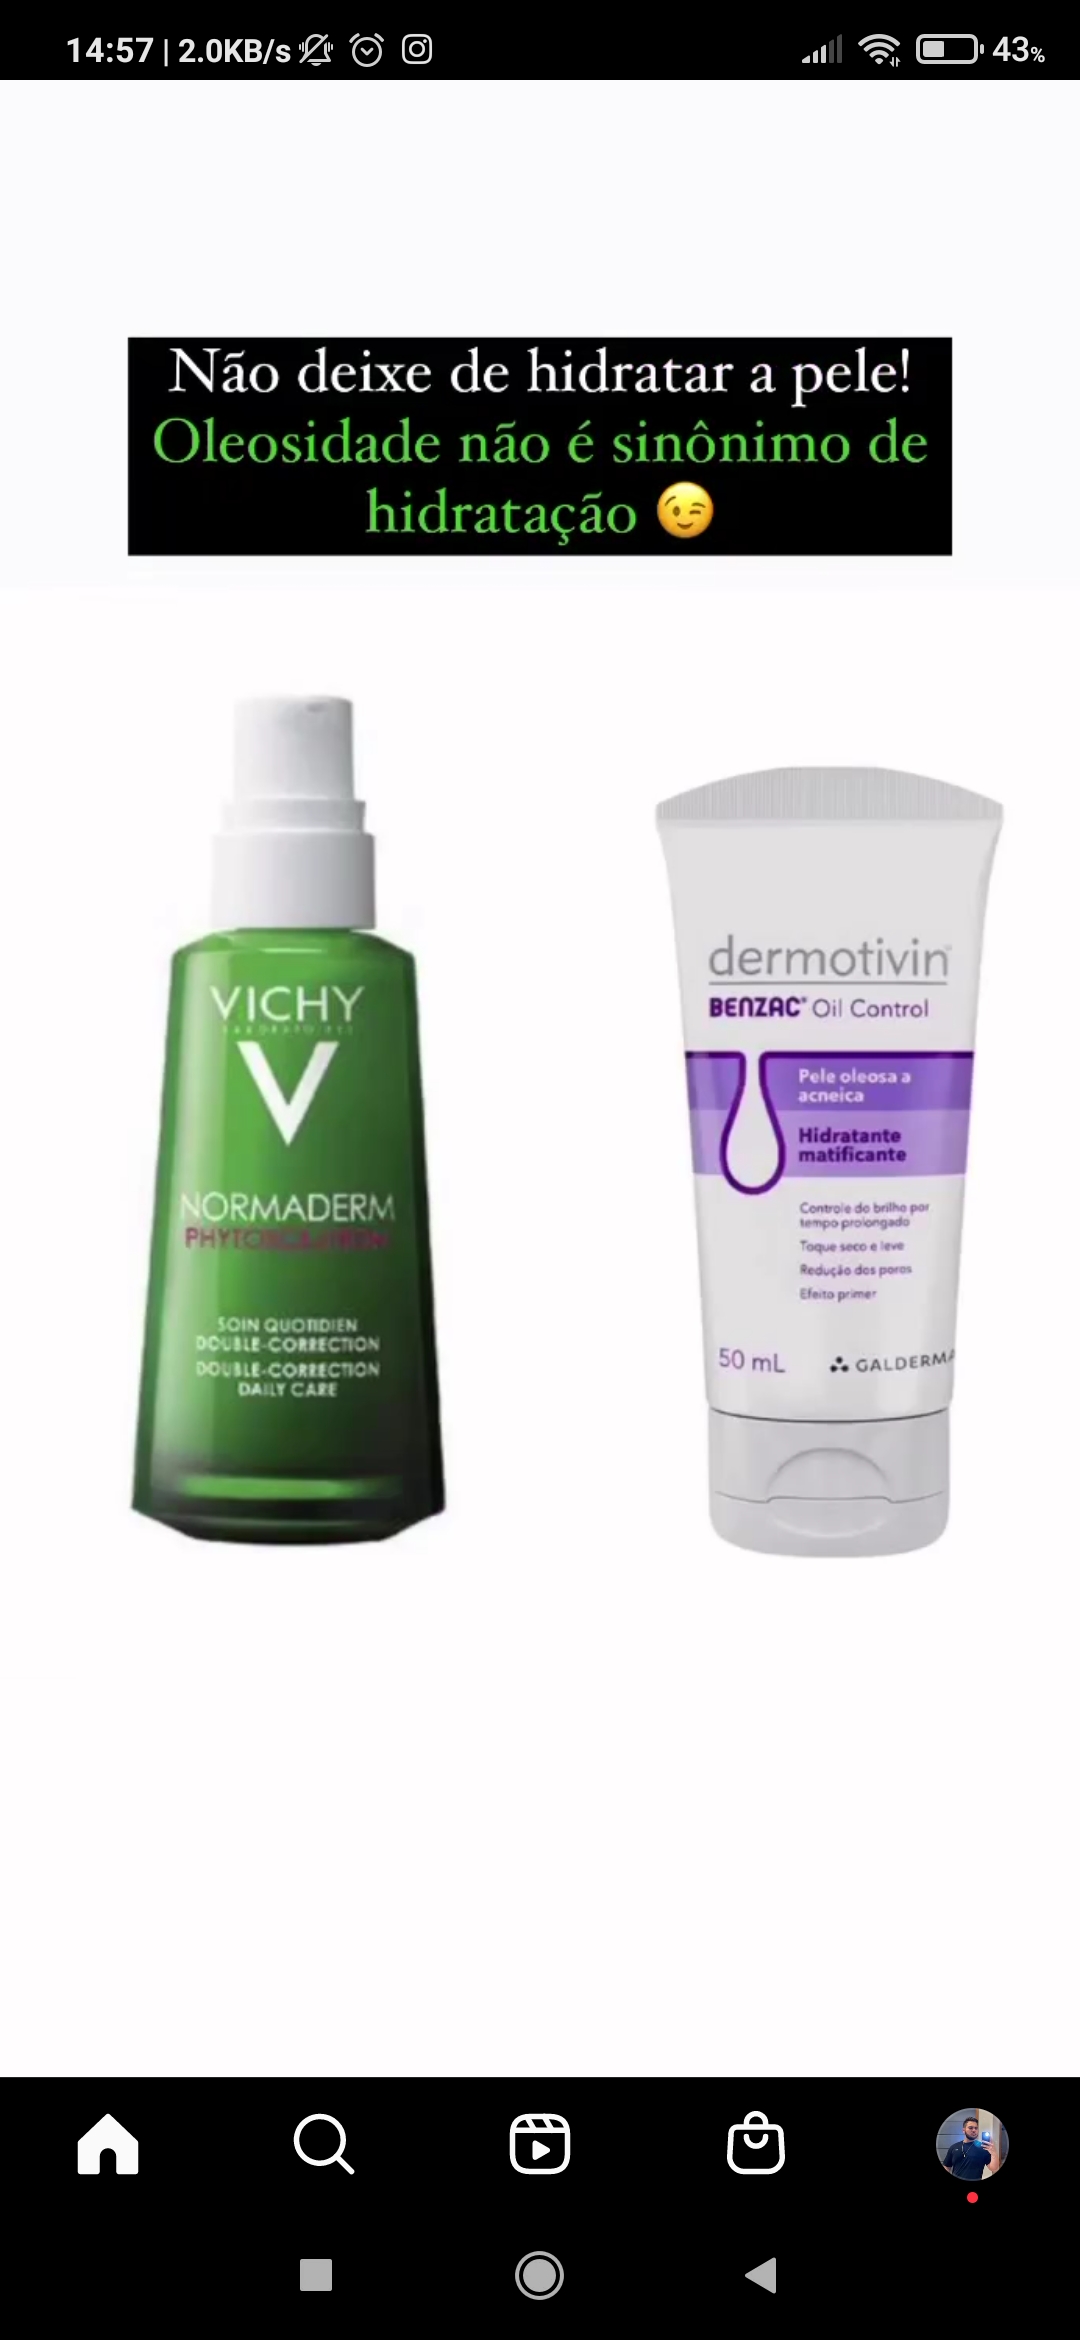 14:57 | 2.0KB/s
43%
Não deixe de hidratar a pele!
Oleosidade não é sinônimo de
hidratação 😉
VICHY
LABORATOIRES
V
NORMADERM
PHYTOSOLUTION
SOIN QUOTIDIEN
DOUBLE-CORRECTION
DOUBLE-CORRECTION
DAILY CARE
dermotivin
BENZAC® Oil Control
Pele oleosa a
acneica
Hidratante
matificante
Controle do brilho por
tempo prolongado
Toque seco e leve
Redução dos poros
Efeito primer
50 mL
GALDERMA